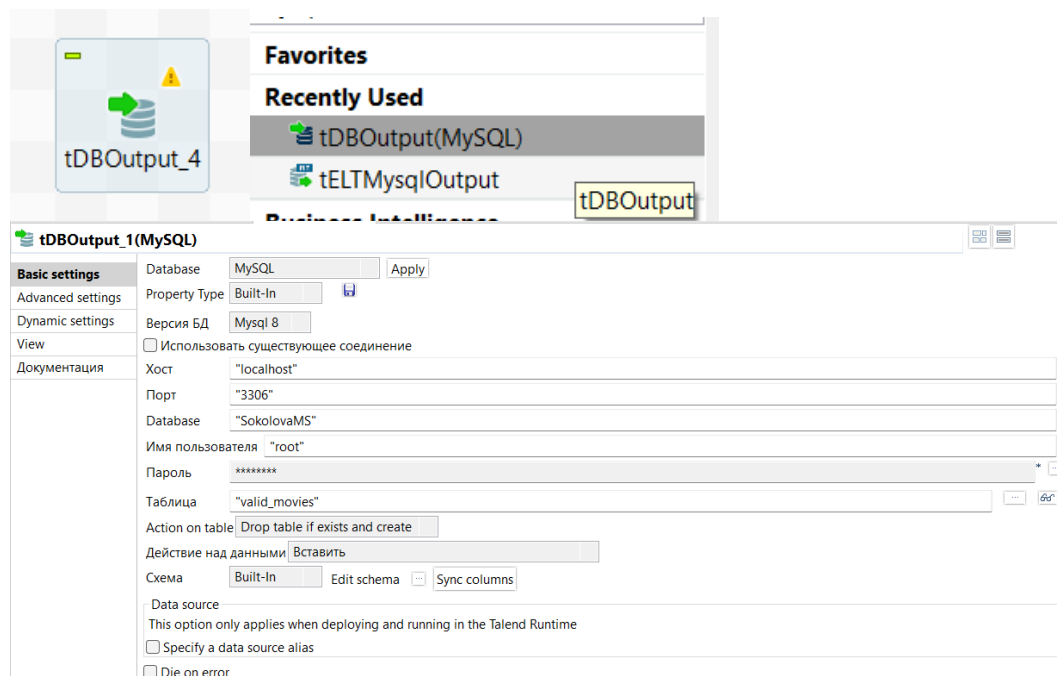 tDBOutput_4
Favorites
Recently Used
tDBOutput(MySQL)
tELTMysqlOutput
tDBOutput
Business Intelligence
tDBOutput_1(MySQL)
Basic settings
Advanced settings
Dynamic settings
View
Документация
Database MySQL Apply
Property Type Built-In
Версия БД Mysql 8
Использовать существующее соединение
Хост "localhost"
Порт "3306"
Database "SokolovaMS"
Имя пользователя "root"
Пароль ******** * ...
Таблица "valid_movies" ...
Action on table Drop table if exists and create
Действие над данными Вставить
Схема Built-In Edit schema ... Sync columns
Data source
This option only applies when deploying and running in the Talend Runtime
Specify a data source alias
Die on error